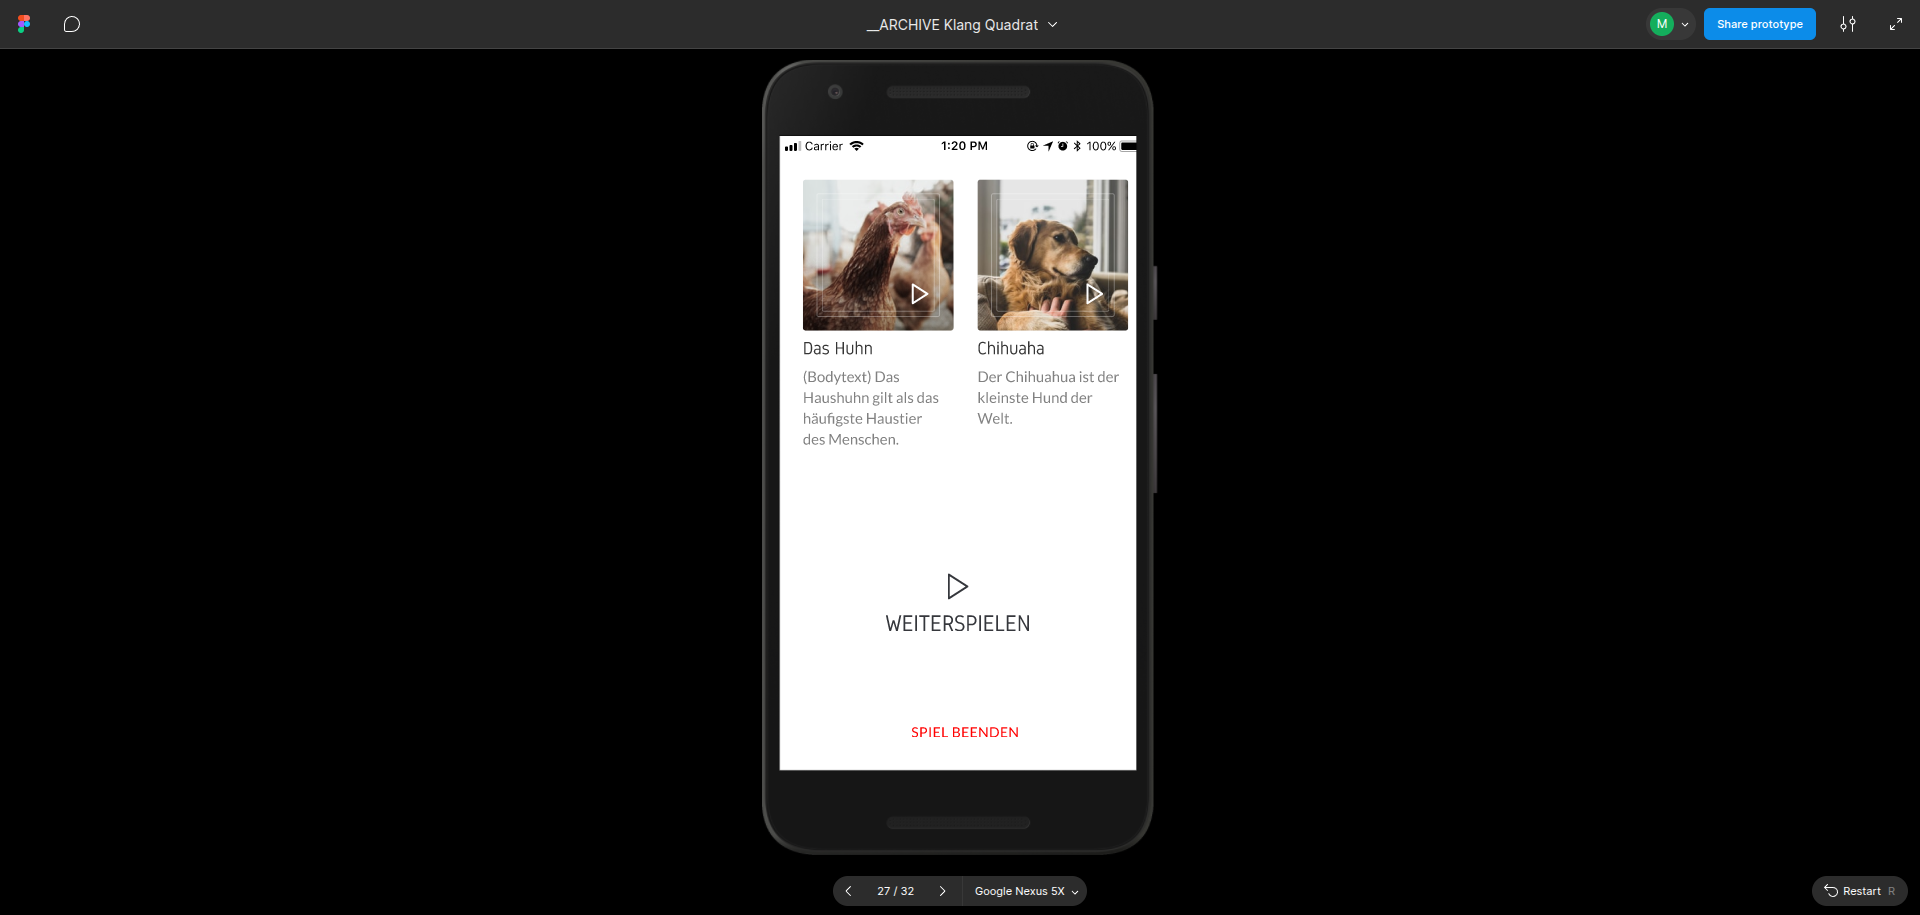 __ARCHIVE Klang Quadrat
M
Share prototype
Carrier
1:20 PM
100%
Das Huhn
(Bodytext) Das
Haushuhn gilt als das
häufigste Haustier
des Menschen.
Chihuaha
Der Chihuahua ist der
kleinste Hund der
Welt.
WEITERSPIELEN
SPIEL BEENDEN
27 / 32
Google Nexus 5X
Restart R